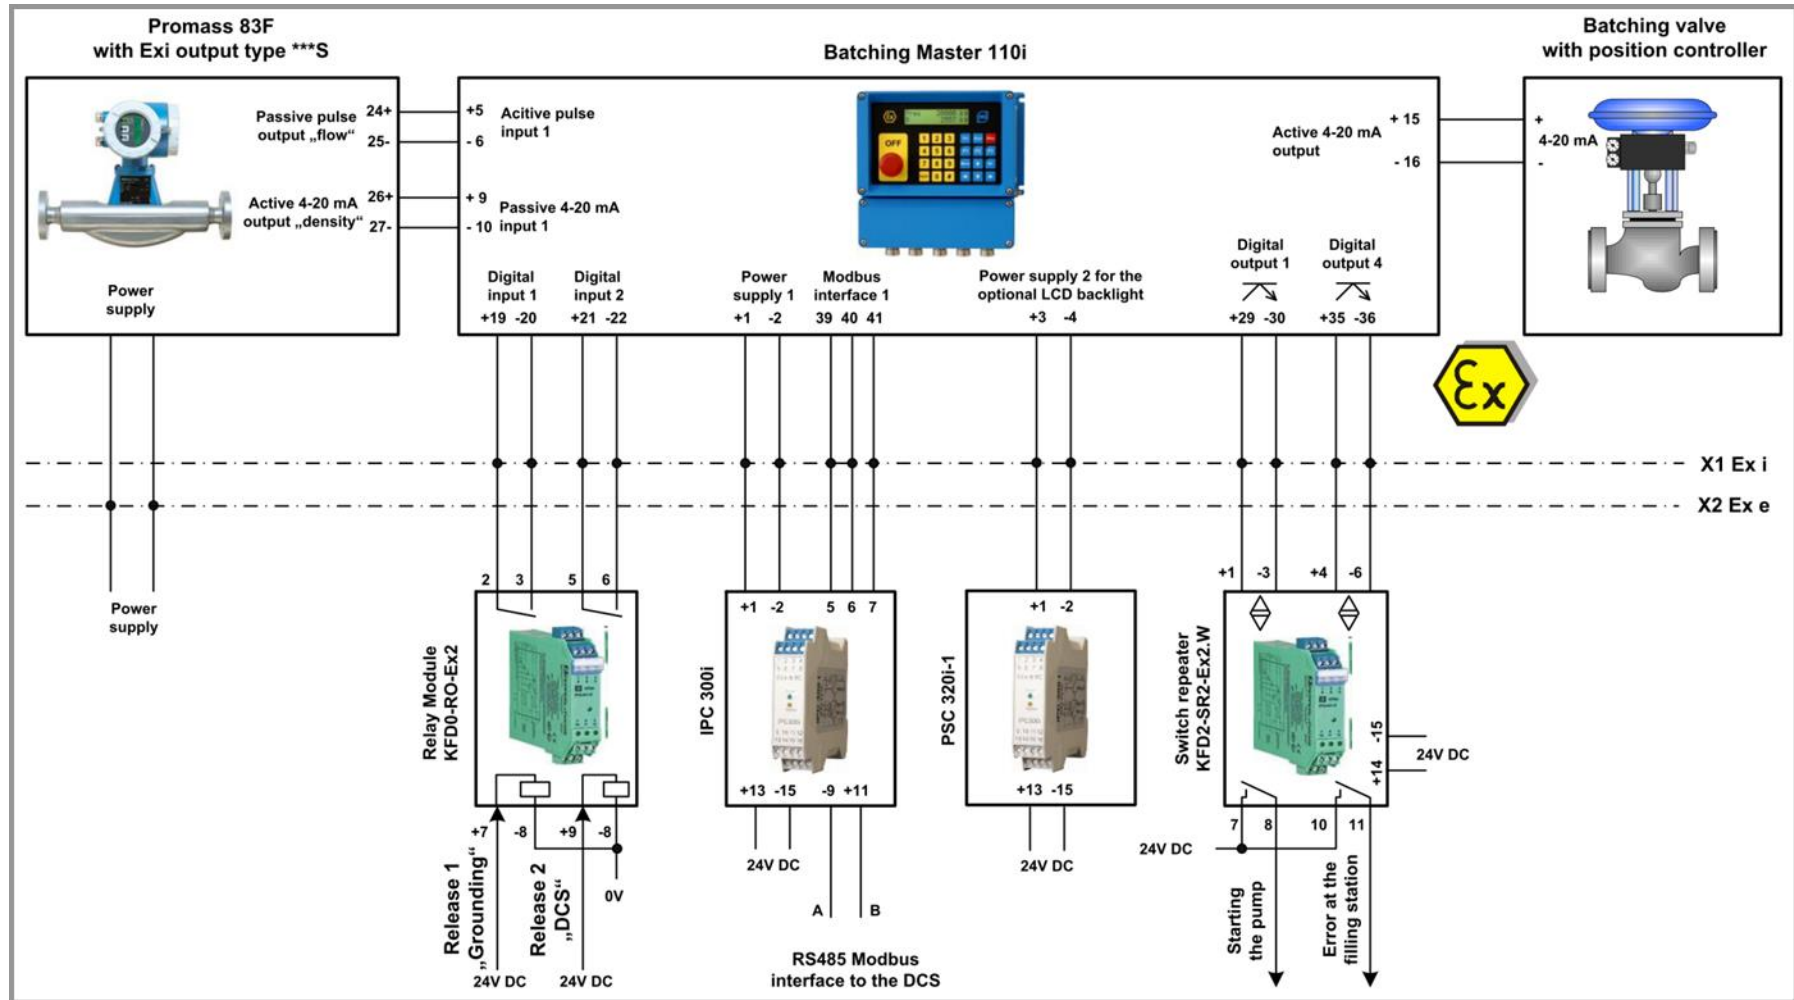 Promass 83F
with Exi output type ***S
Batching Master 110i
Batching valve
with position controller
Passive pulse
output „flow“
24+
25-
Active 4-20 mA
output „density“
26+
27-
Power
supply
+5
- 6
Acitive pulse
input 1
+ 9
- 10
Passive 4-20 mA
input 1
OFF
Active 4-20 mA
output
+ 15
- 16
+
4-20 mA
-
Digital
input 1
+19 -20
Digital
input 2
+21 -22
Power
supply 1
+1 -2
Modbus
interface 1
39 40 41
Power supply 2 for the
optional LCD backlight
+3 -4
Digital
output 1
+29 -30
Digital
output 4
+35 -36
Ex
X1 Ex i
X2 Ex e
Power
supply
2 3 5 6
Relay Module
KFD0-RO-Ex2
+7 -8 +9 -8
Release 1
„Grounding“
24V DC
Release 2
„DCS“
24V DC
0V
IPC 300i
+1 -2 5 6 7
+13 -15 -9 +11
24V DC
A B
RS485 Modbus
interface to the DCS
PSC 320i-1
+1 -2
+13 -15
24V DC
+1 -3 +4 -6
Switch repeater
KFD2-SR2-Ex2.W
-15
+14
24V DC
7 8 10 11
24V DC
Starting
the pump
Error at the
filling station